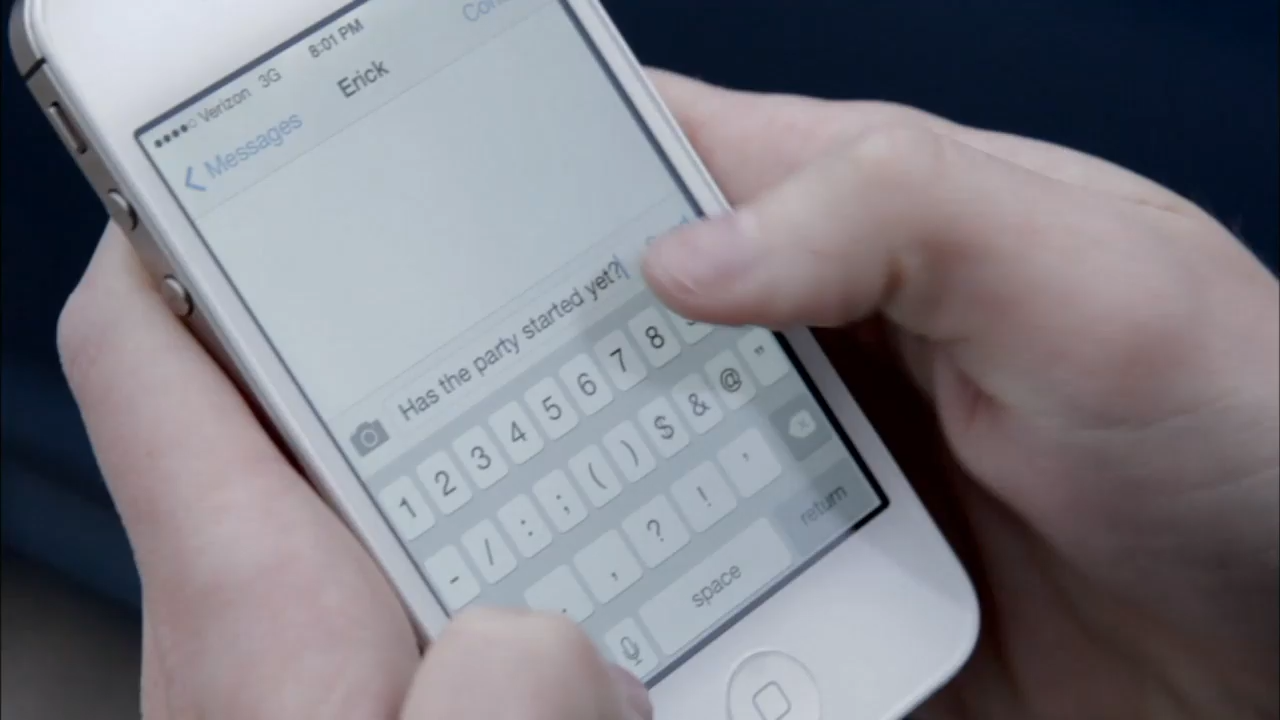 Verizon 3G 8:01 PM
Messages Erick
Has the party started yet?
1 2 3 4 5 6 7 8
- / : ; ( ) $ & @ "
. , ? ! '
space return